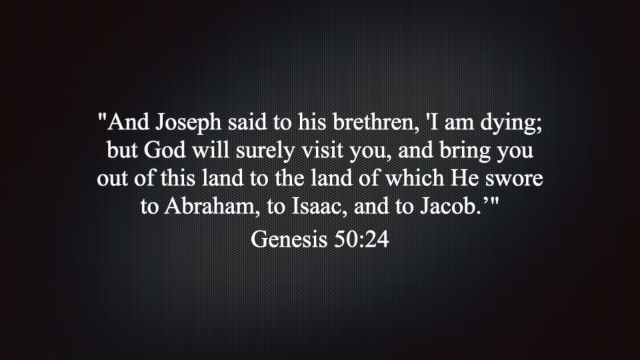 "And Joseph said to his brethren, 'I am dying;
but God will surely visit you, and bring you
out of this land to the land of which He swore
to Abraham, to Isaac, and to Jacob.’"
Genesis 50:24